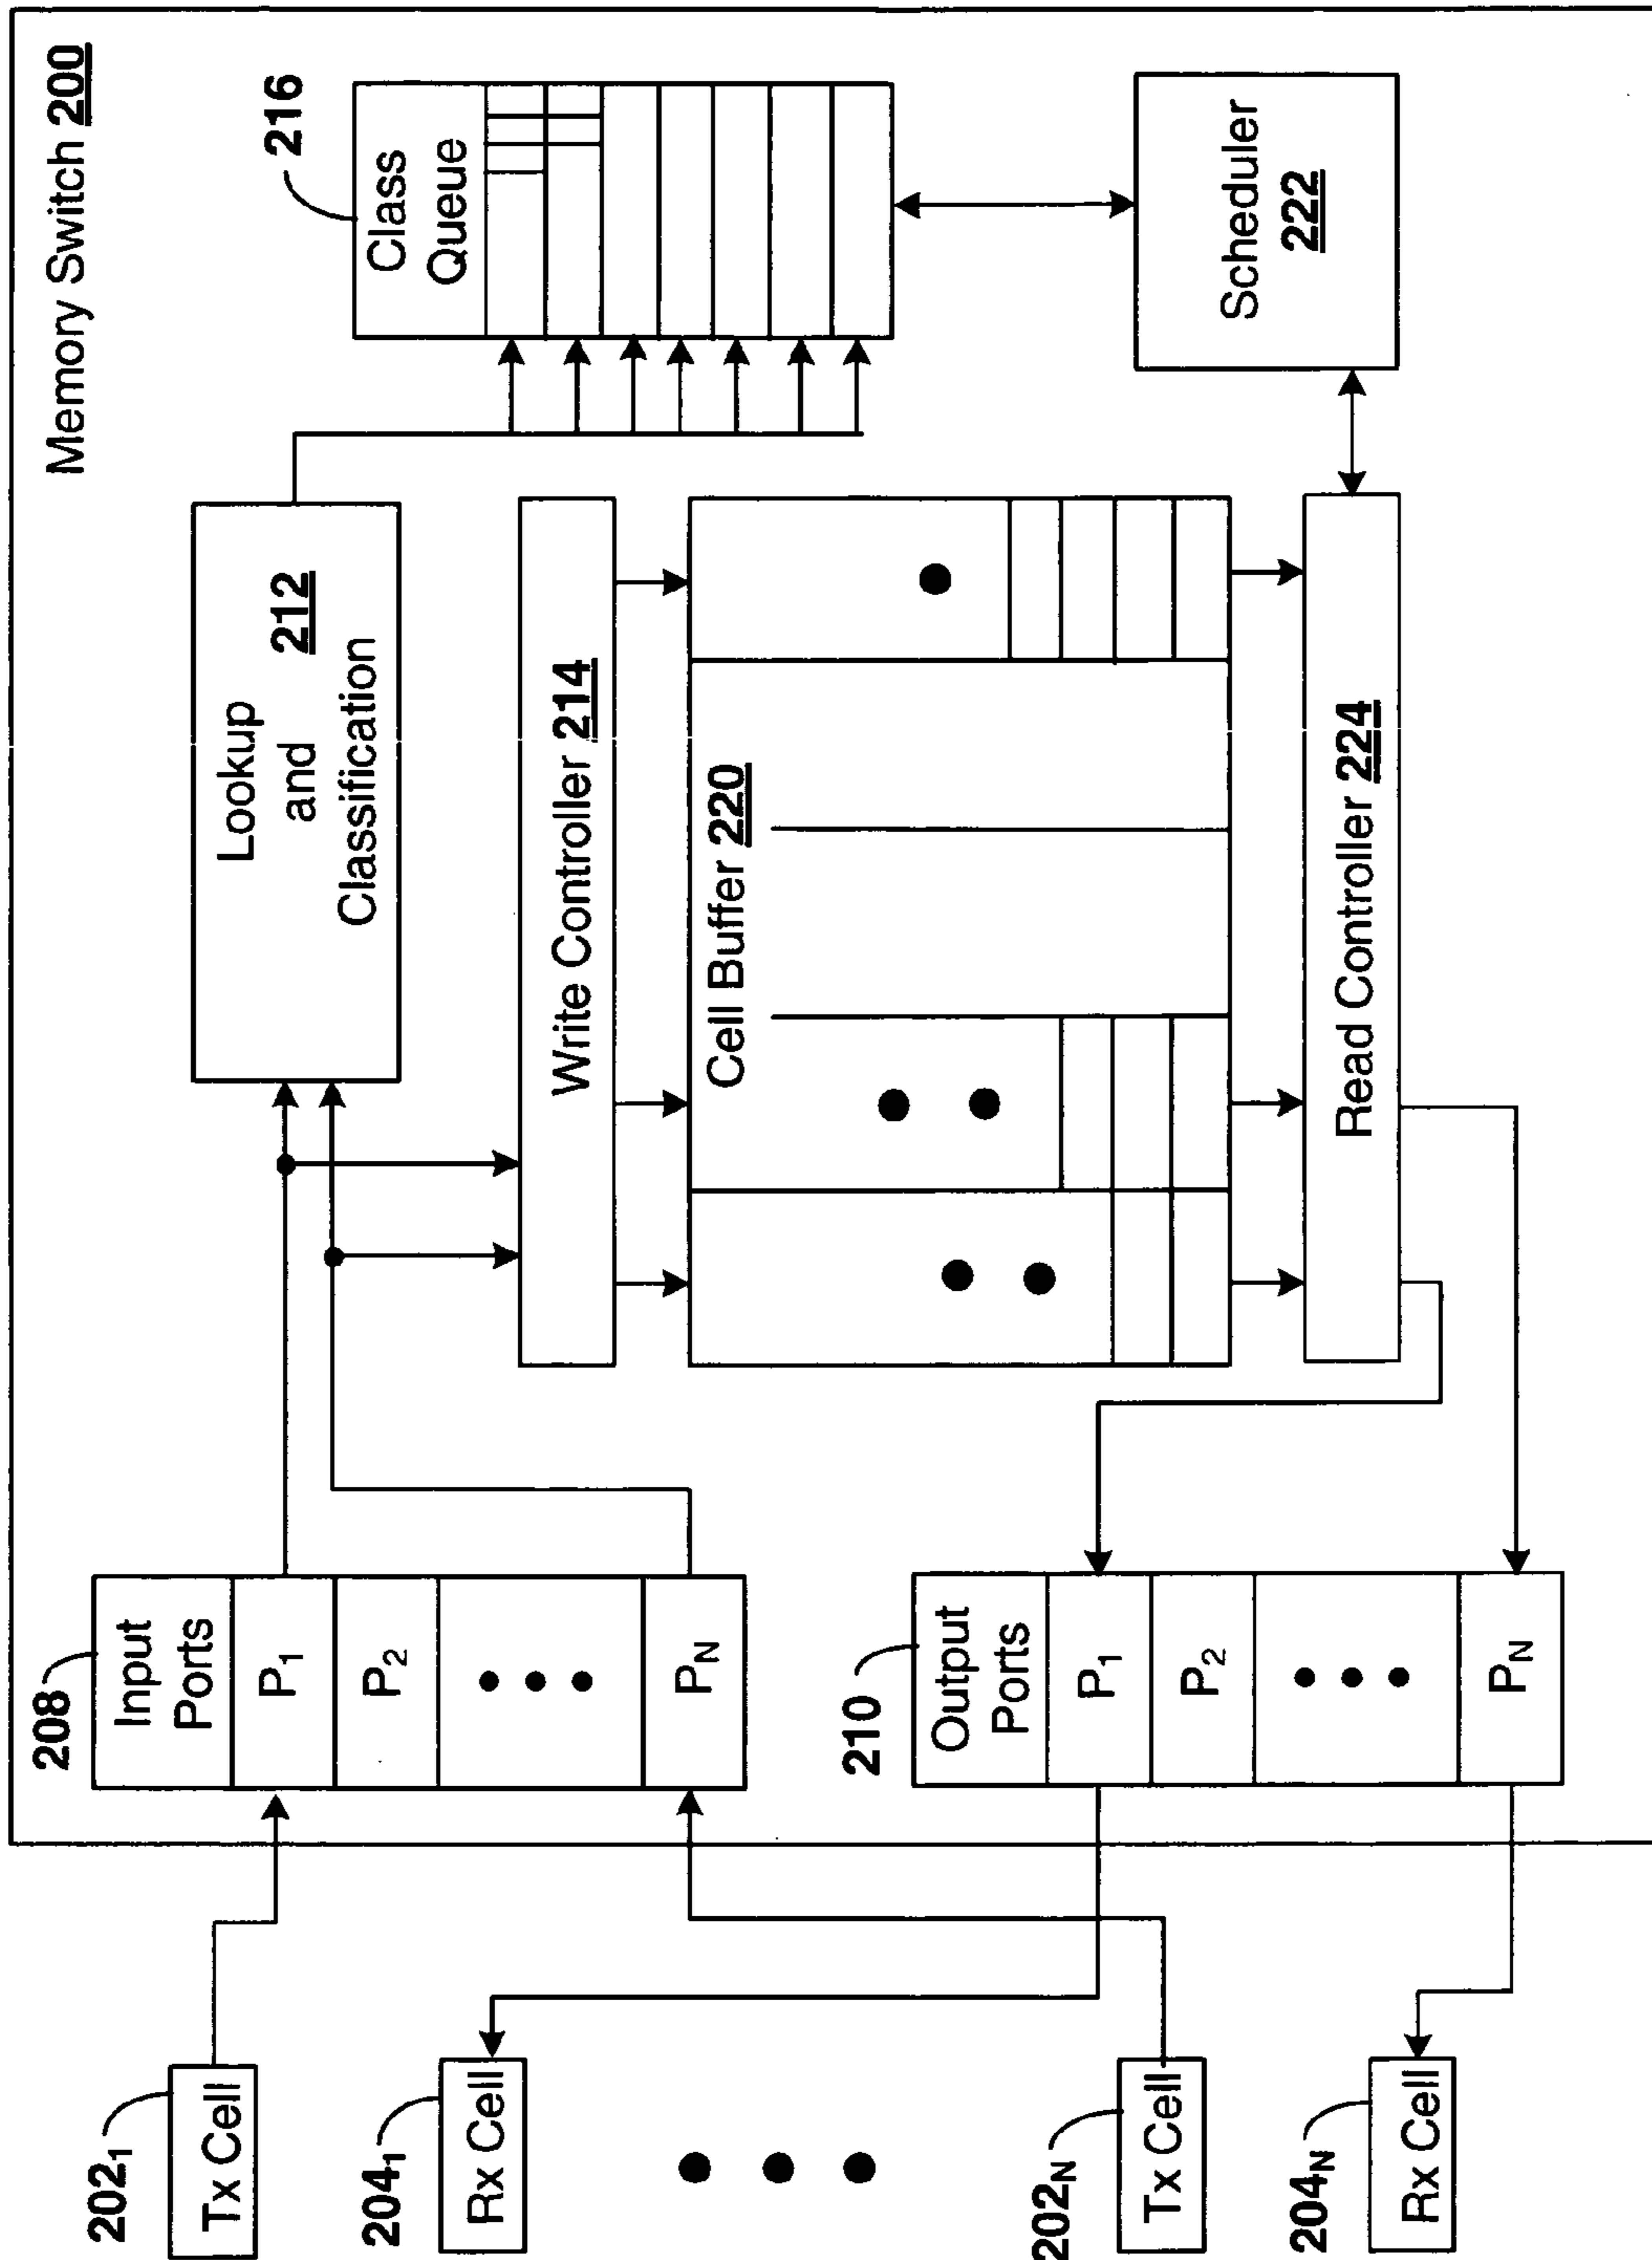 Memory Switch 200
208
Input
Ports
P1
P2
PN
210
Output
Ports
P1
P2
PN
Lookup
and 212
Classification
Write Controller 214
Cell Buffer 220
Read Controller 224
216
Class
Queue
Scheduler
222
2021
Tx Cell
2041
Rx Cell
202N
Tx Cell
204N
Rx Cell